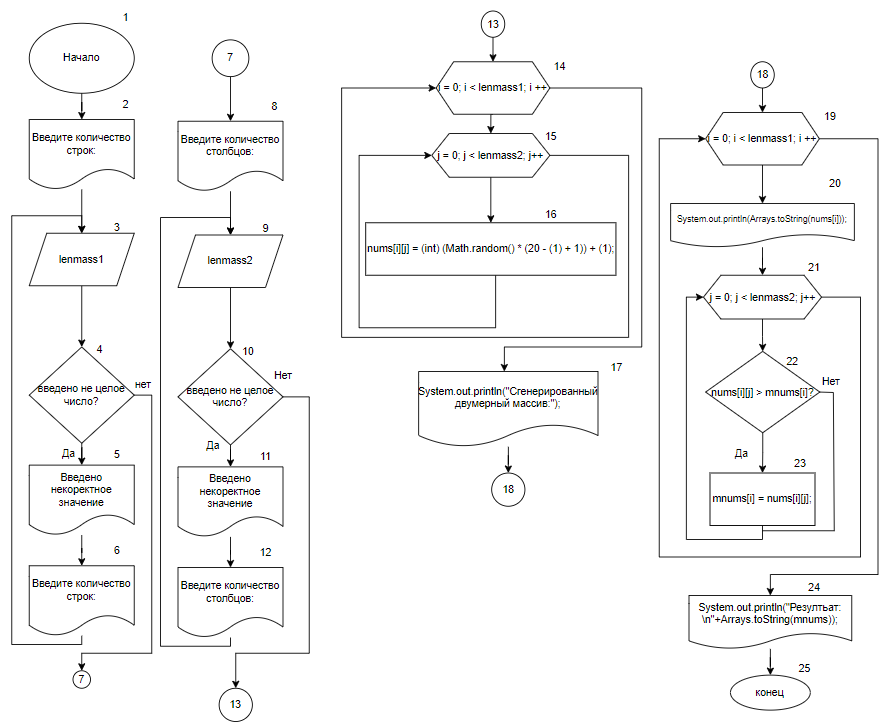 1
Начало
2
Введите количество
строк:
3
lenmass1
4
введено не целое
число?
нет
Да
5
Введено
некоректное
значение
6
Введите количество
строк:
7
7
8
Введите количество
столбцов:
9
lenmass2
10
введено не целое
число?
Нет
Да
11
Введено
некоректное
значение
12
Введите количество
столбцов:
13
13
14
i = 0; i < lenmass1; i ++
15
j = 0; j < lenmass2; j++
16
nums[i][j] = (int) (Math.random() * (20 - (1) + 1)) + (1);
17
System.out.println("Сгенерированный
двумерный массив:");
18
18
19
i = 0; i < lenmass1; i ++
20
System.out.println(Arrays.toString(nums[i]));
21
j = 0; j < lenmass2; j++
22
nums[i][j] > mnums[i]?
Нет
Да
23
mnums[i] = nums[i][j];
24
System.out.println("Резултьат:
\n"+Arrays.toString(mnums));
25
конец